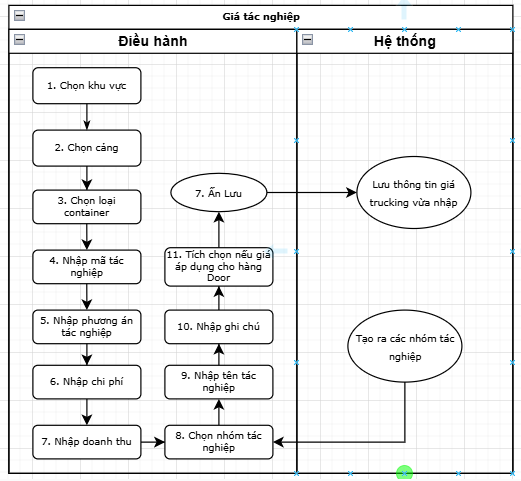 Giá tác nghiệp
Điều hành
Hệ thống
1. Chọn khu vực
2. Chọn cảng
3. Chọn loại
container
4. Nhập mã tác
nghiệp
5. Nhập phương án
tác nghiệp
6. Nhập chi phí
7. Nhập doanh thu
8. Chọn nhóm tác
nghiệp
9. Nhập tên tác
nghiệp
10. Nhập ghi chú
11. Tích chọn nếu giá
áp dụng cho hàng
Door
7. Ấn Lưu
Lưu thông tin giá
trucking vừa nhập
Tạo ra các nhóm tác
nghiệp